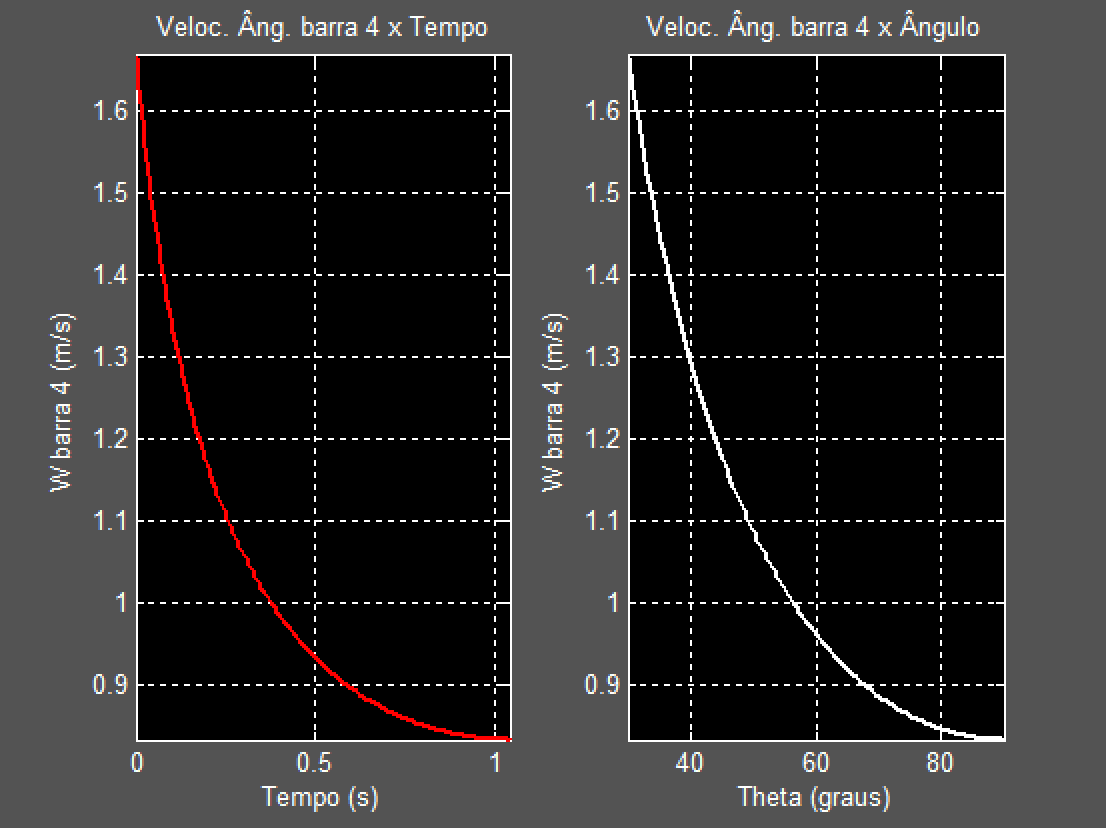 Veloc. Âng. barra 4 x Tempo
1.6
1.5
1.4
1.3
1.2
1.1
1
0.9
W barra 4 (m/s)
0 0.5 1
Tempo (s)
Veloc. Âng. barra 4 x Ângulo
1.6
1.5
1.4
1.3
1.2
1.1
1
0.9
W barra 4 (m/s)
40 60 80
Theta (graus)